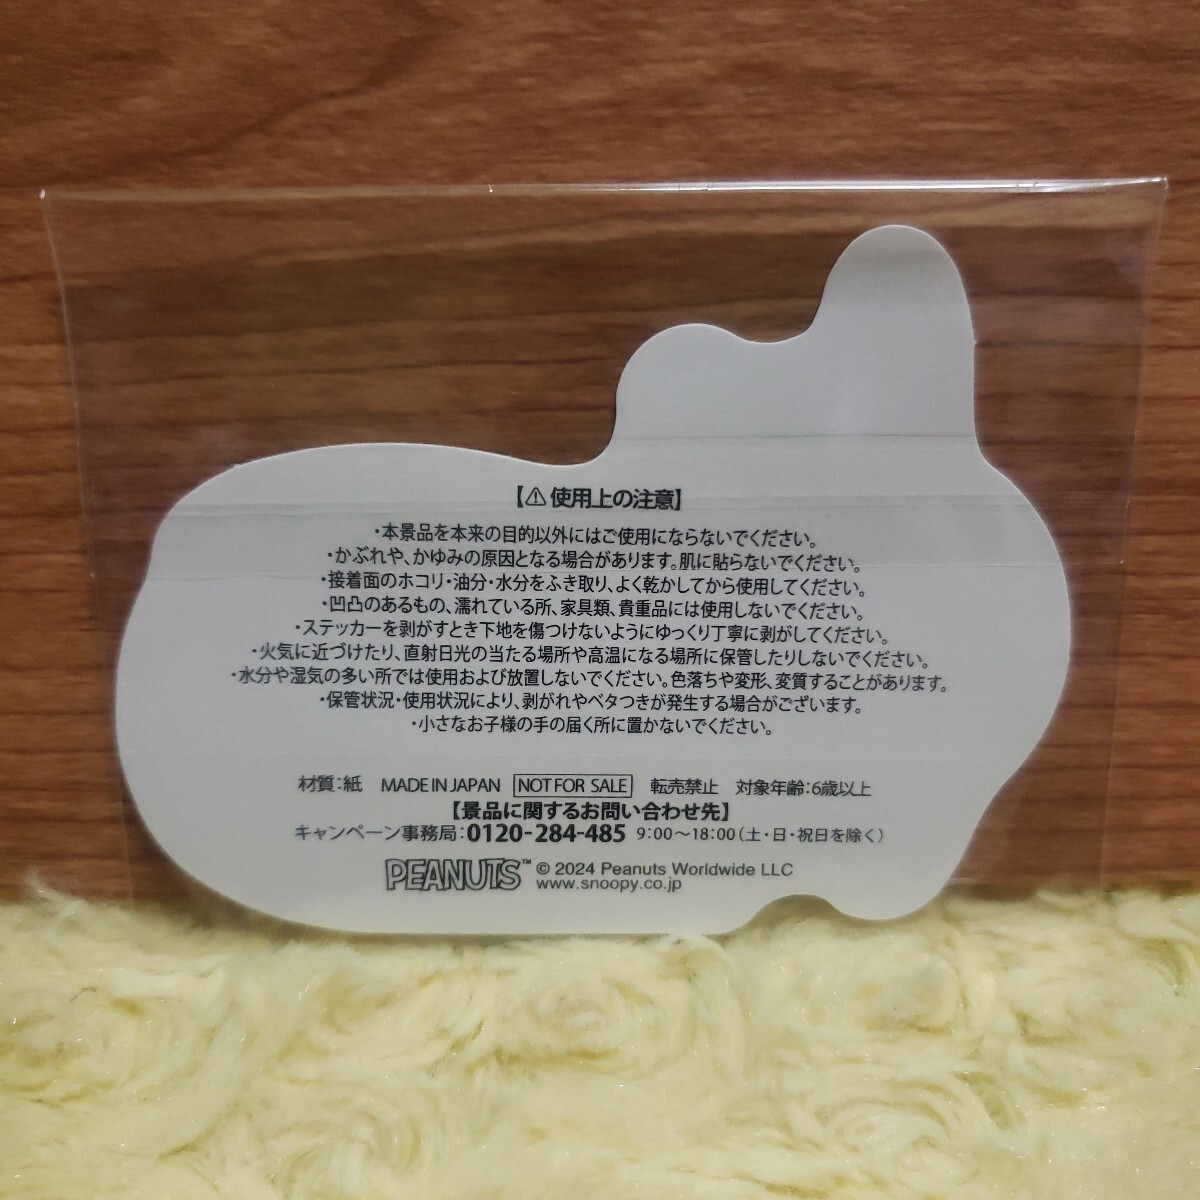 【⚠使用上の注意】
・本景品を本来の目的以外にはご使用にならないでください。
・かぶれや、かゆみの原因となる場合があります。肌に貼らないでください。
・接着面のホコリ・油分・水分をふき取り、よく乾かしてから使用してください。
・凹凸のあるもの、濡れている所、家具類、貴重品には使用しないでください。
・ステッカーを剥がすとき下地を傷つけないようにゆっくり丁寧に剥がしてください。
・火気に近づけたり、直射日光の当たる場所や高温になる場所に保管したりしないでください。
・水分や湿気の多い所では使用および放置しないでください。色落ちや変形、変質することがあります。
・保管状況・使用状況により、剥がれやベタつきが発生する場合がございます。
・小さなお子様の手の届く所に置かないでください。
材質：紙 MADE IN JAPAN NOT FOR SALE 転売禁止 対象年齢：6歳以上
【景品に関するお問い合わせ先】
キャンペーン事務局：0120-284-485 9:00～18:00（土・日・祝日を除く）
PEANUTS™ © 2024 Peanuts Worldwide LLC
www.snoopy.co.jp